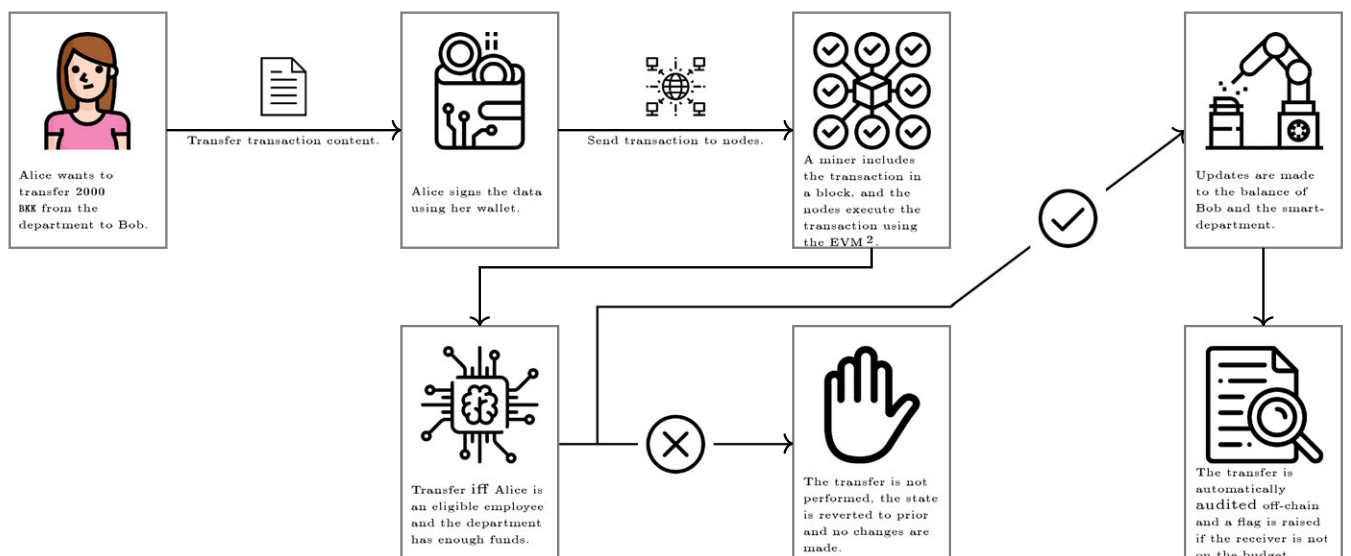 Alice wants to
transfer 2000
BKK from the
department to Bob.
Transfer transaction content.
Alice signs the data
using her wallet.
Send transaction to nodes.
A miner includes
the transaction in
a block, and the
nodes execute the
transaction using
the EVM 2.
Updates are made
to the balance of
Bob and the smart-
department.
Transfer iff Alice is
an eligible employee
and the department
has enough funds.
The transfer is not
performed, the state
is reverted to prior
and no changes are
made.
The transfer is
automatically
audited off-chain
and a flag is raised
if the receiver is not
on the budget